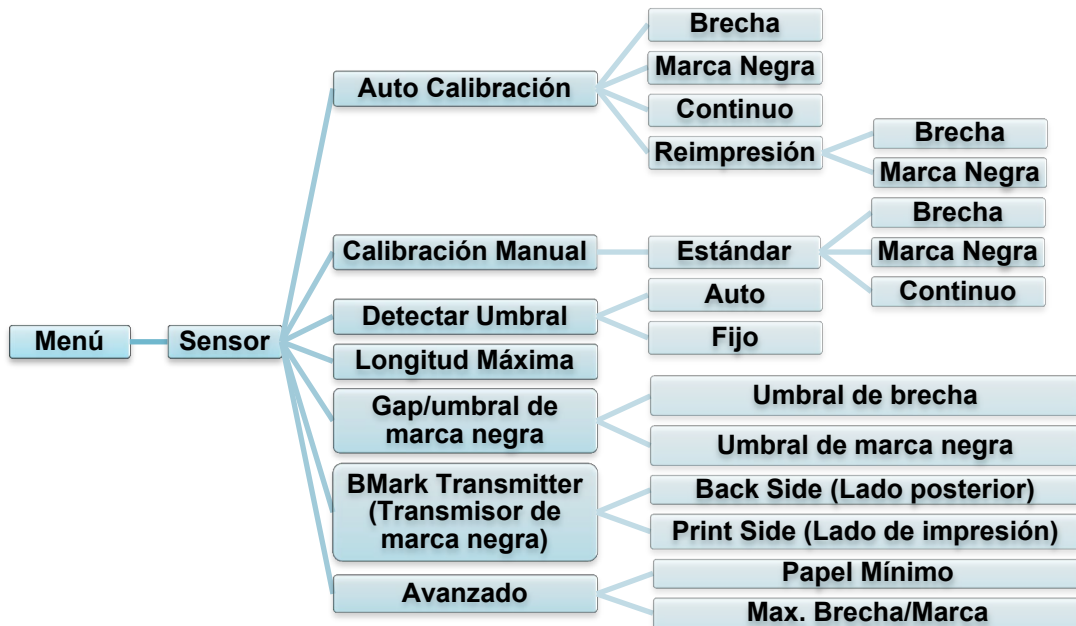 Menú
Sensor
Auto Calibración
Brecha
Marca Negra
Continuo
Reimpresión
Brecha
Marca Negra
Calibración Manual
Estándar
Brecha
Marca Negra
Continuo
Detectar Umbral
Auto
Fijo
Longitud Máxima
Gap/umbral de
marca negra
Umbral de brecha
Umbral de marca negra
BMark Transmitter
(Transmisor de
marca negra)
Back Side (Lado posterior)
Print Side (Lado de impresión)
Avanzado
Papel Mínimo
Max. Brecha/Marca